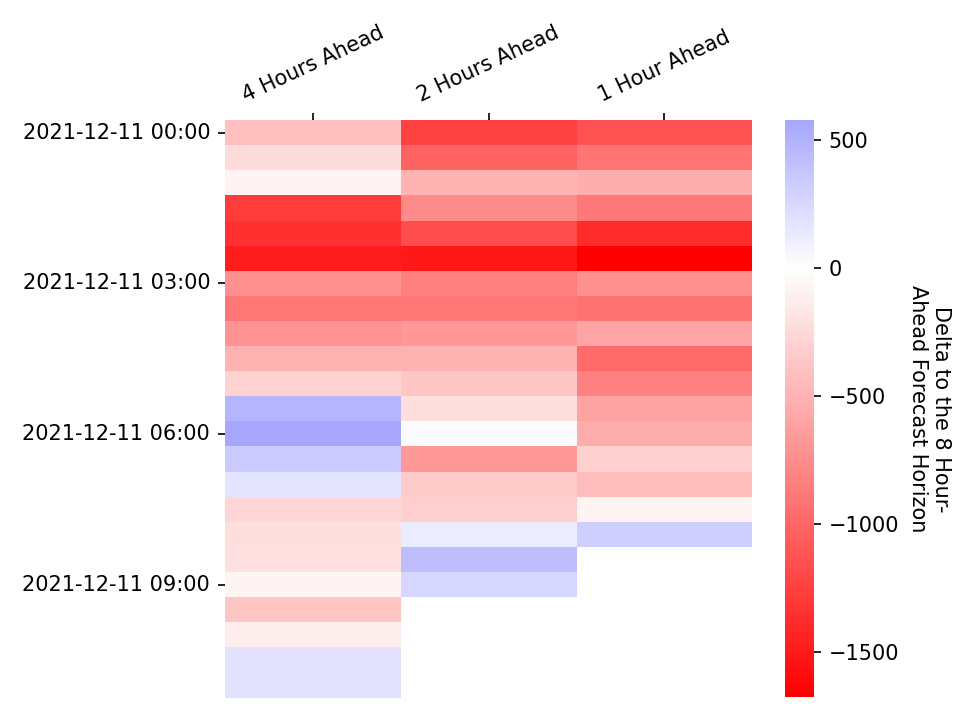 4 Hours Ahead
2 Hours Ahead
1 Hour Ahead
2021-12-11 00:00
2021-12-11 03:00
2021-12-11 06:00
2021-12-11 09:00
500
0
−500
−1000
−1500
Delta to the 8 Hour-
Ahead Forecast Horizon